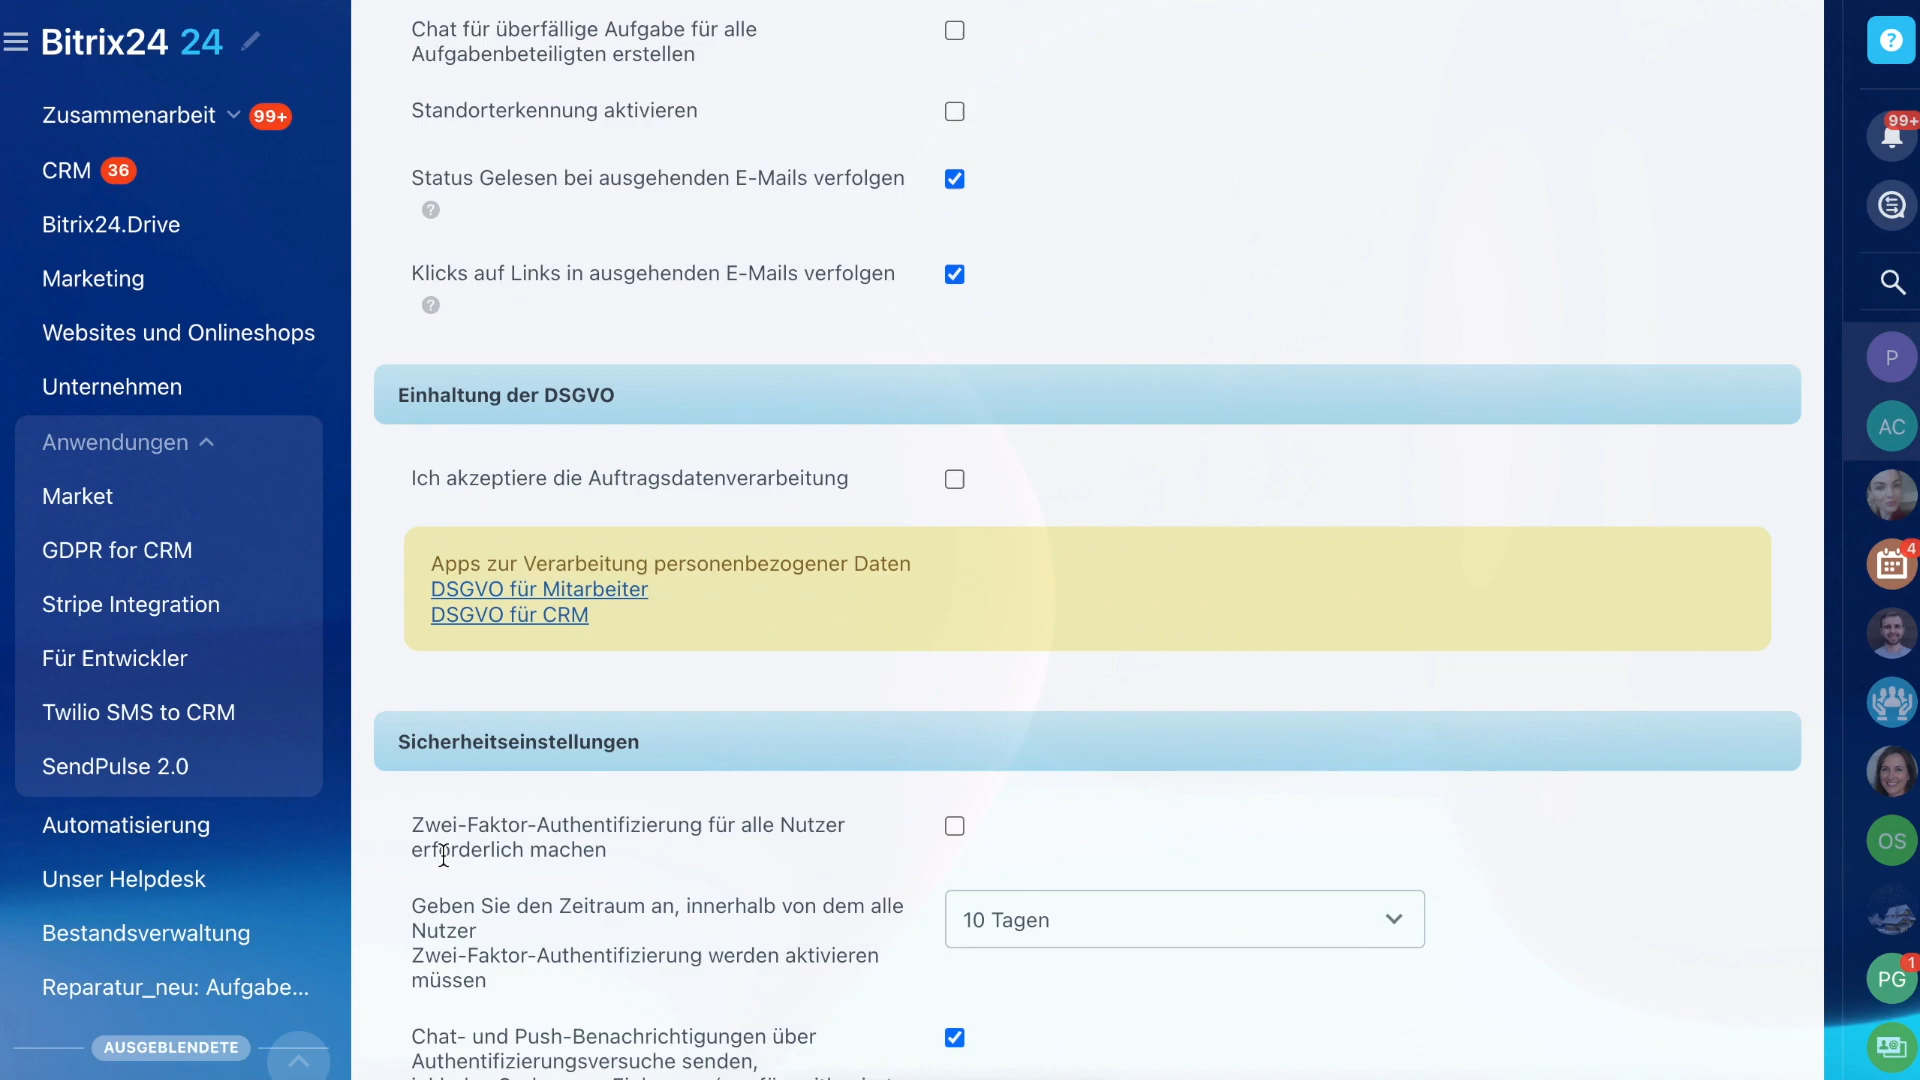 Bitrix24 24
Zusammenarbeit 99+
CRM 36
Bitrix24.Drive
Marketing
Websites und Onlineshops
Unternehmen
Anwendungen
Market
GDPR for CRM
Stripe Integration
Für Entwickler
Twilio SMS to CRM
SendPulse 2.0
Automatisierung
Unser Helpdesk
Bestandsverwaltung
Reparatur_neu: Aufgabe...
AUSGEBLENDETE
Chat für überfällige Aufgabe für alle
Aufgabenbeteiligten erstellen
Standorterkennung aktivieren
Status Gelesen bei ausgehenden E-Mails verfolgen
?
Klicks auf Links in ausgehenden E-Mails verfolgen
?
Einhaltung der DSGVO
Ich akzeptiere die Auftragsdatenverarbeitung
Apps zur Verarbeitung personenbezogener Daten
DSGVO für Mitarbeiter
DSGVO für CRM
Sicherheitseinstellungen
Zwei-Faktor-Authentifizierung für alle Nutzer
erforderlich machen
Geben Sie den Zeitraum an, innerhalb von dem alle
Nutzer
Zwei-Faktor-Authentifizierung werden aktivieren
müssen
10 Tagen
Chat- und Push-Benachrichtigungen über
Authentifizierungsversuche senden,
?
99+
P
AC
4
OS
PG 1